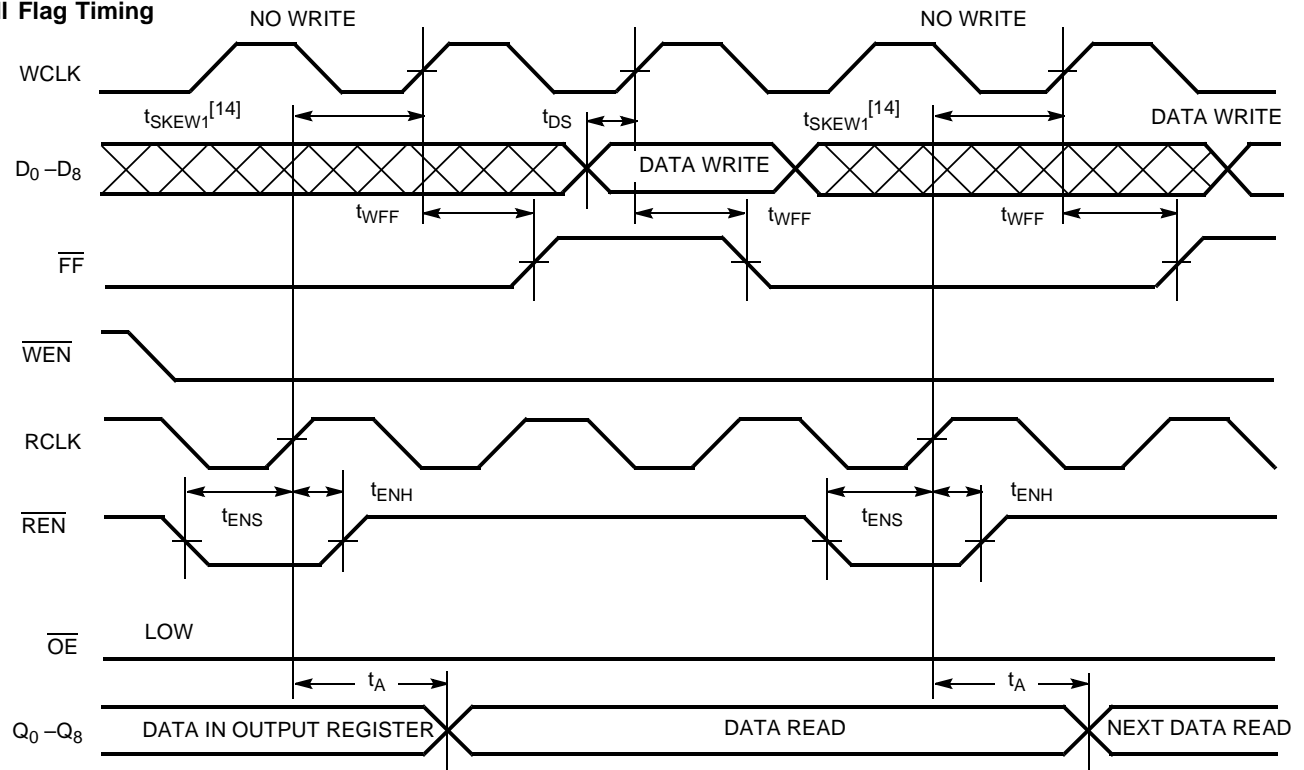 ll Flag Timing
NO WRITE NO WRITE
WCLK
tSKEW1[14] tDS tSKEW1[14] DATA WRITE
D0 –D8 DATA WRITE
tWFF tWFF tWFF
FF
WEN
RCLK
tENH tENH
REN tENS tENS
LOW
OE
tA tA
Q0 –Q8 DATA IN OUTPUT REGISTER DATA READ NEXT DATA READ